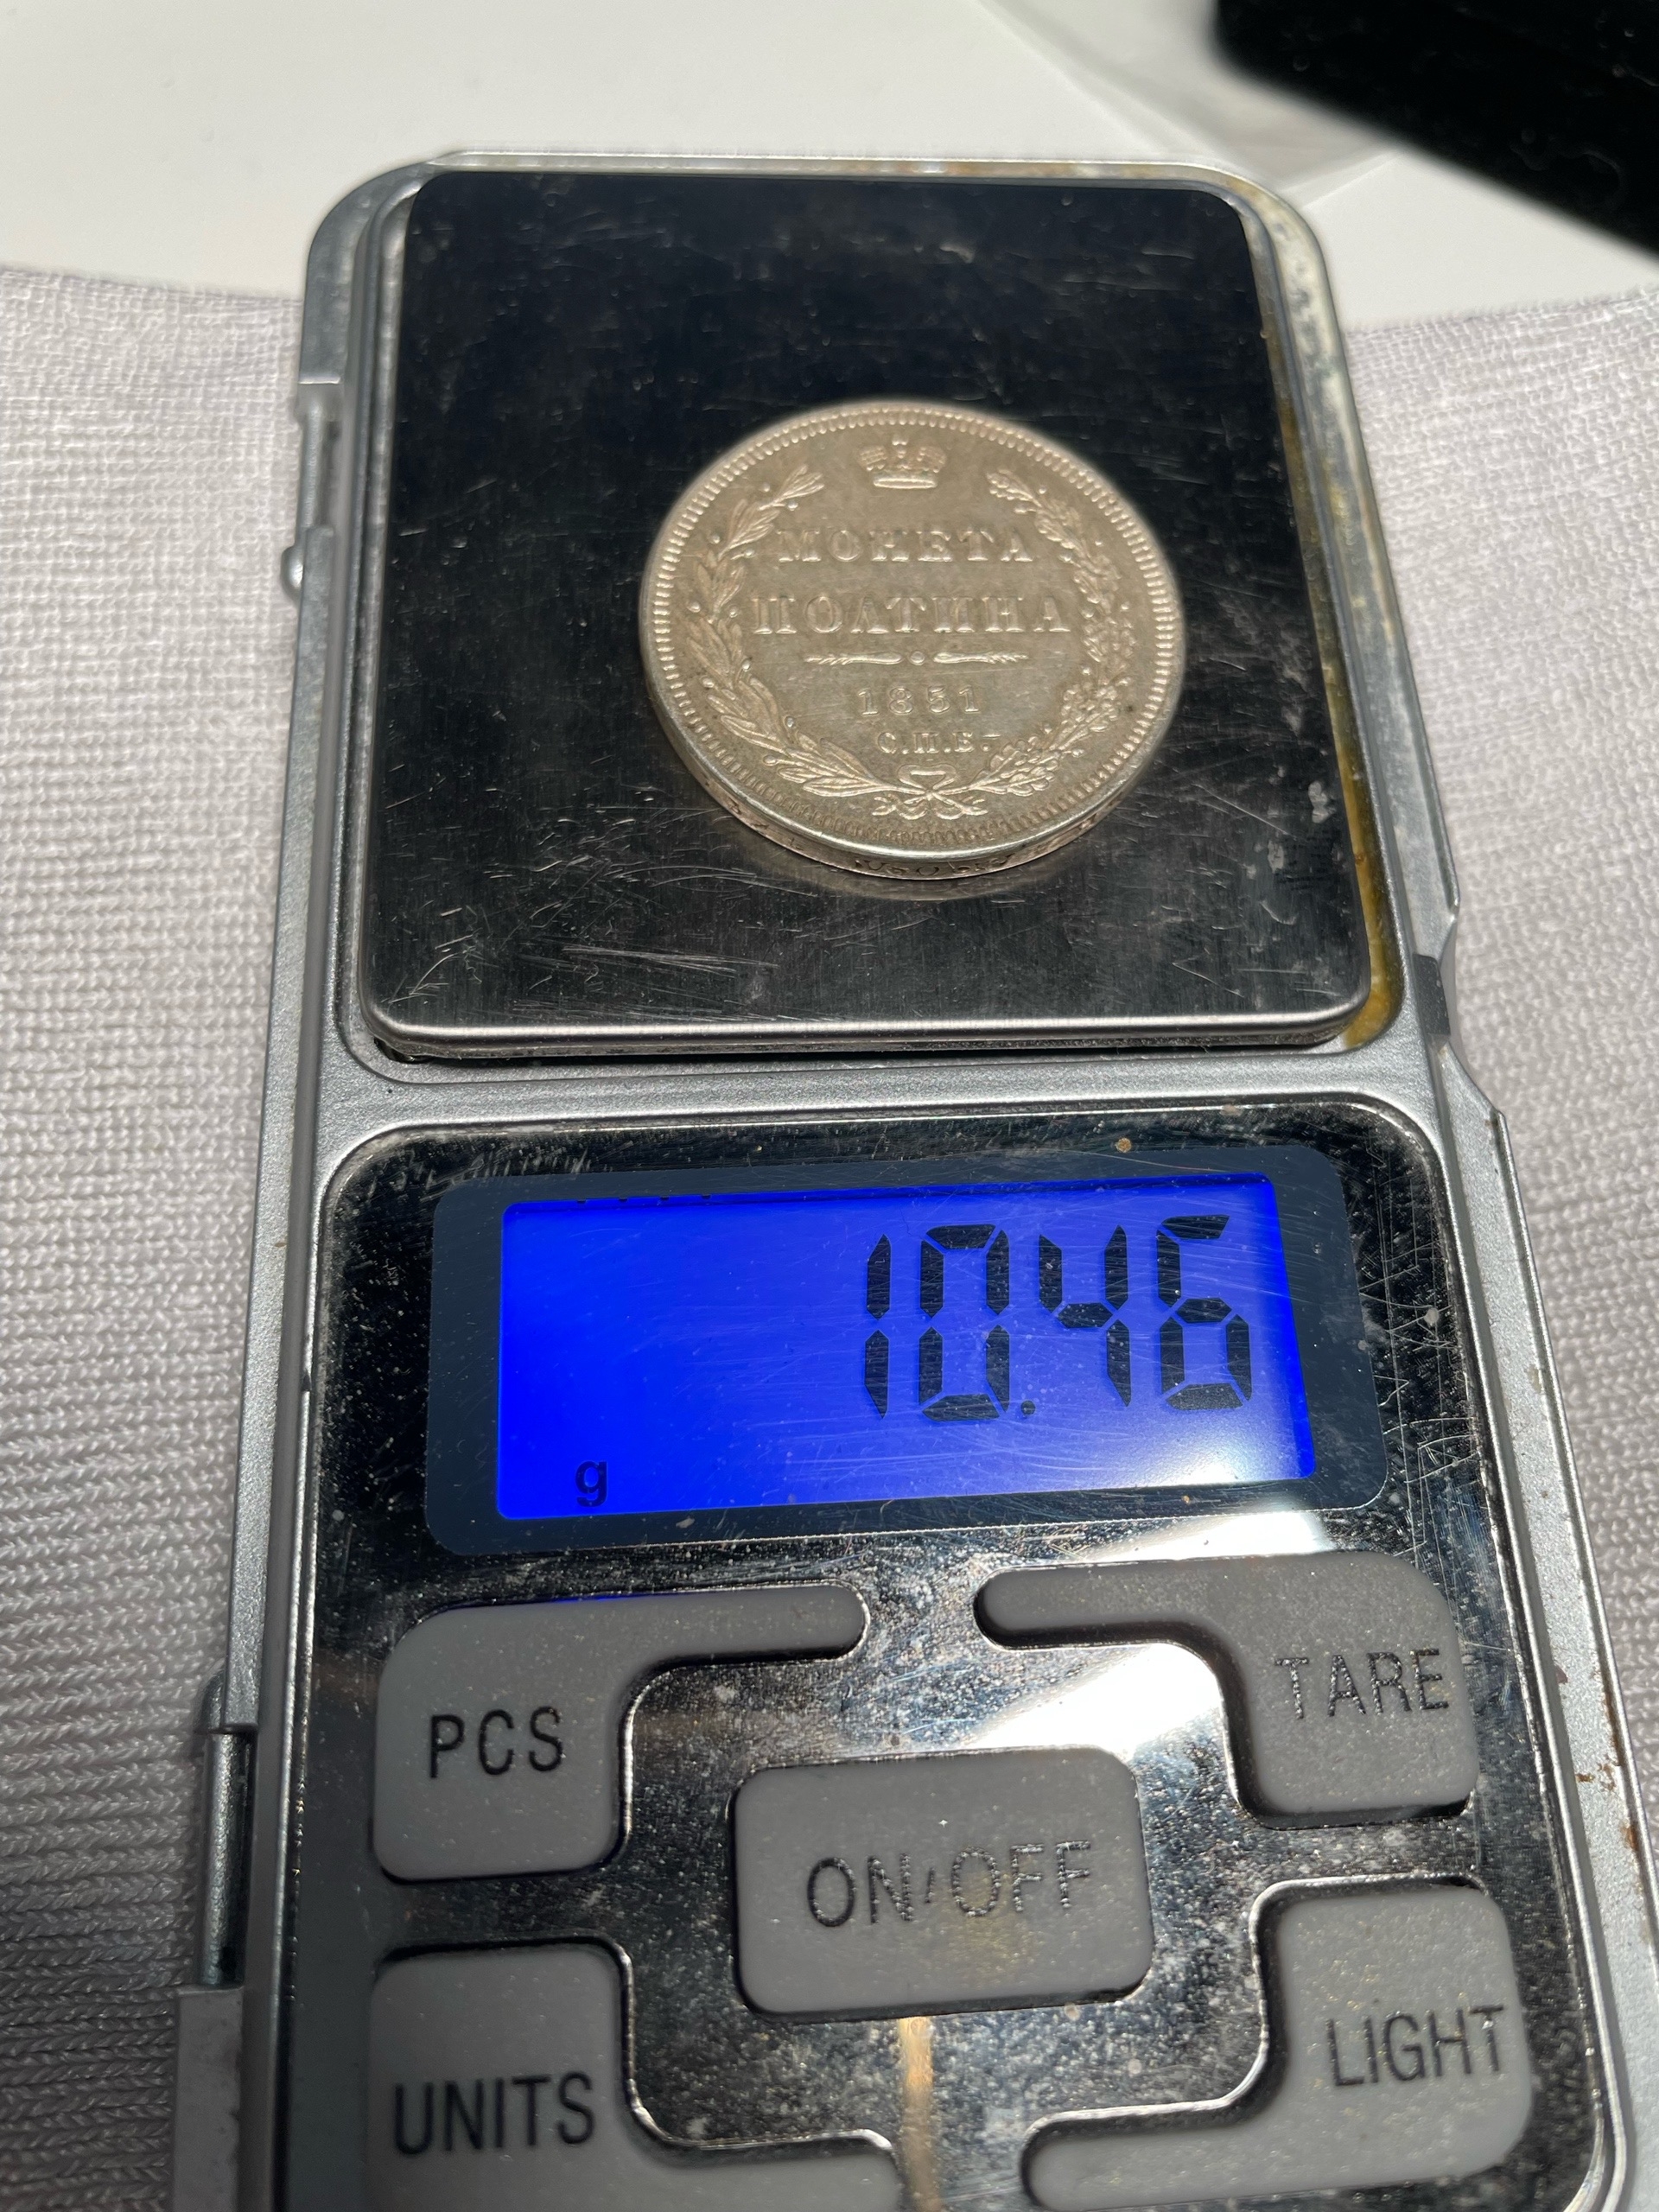 МОНЕТА
ПОЛТИНА
1851
С.П.Б.
10.46
g
PCS
TARE
ON/OFF
UNITS
LIGHT